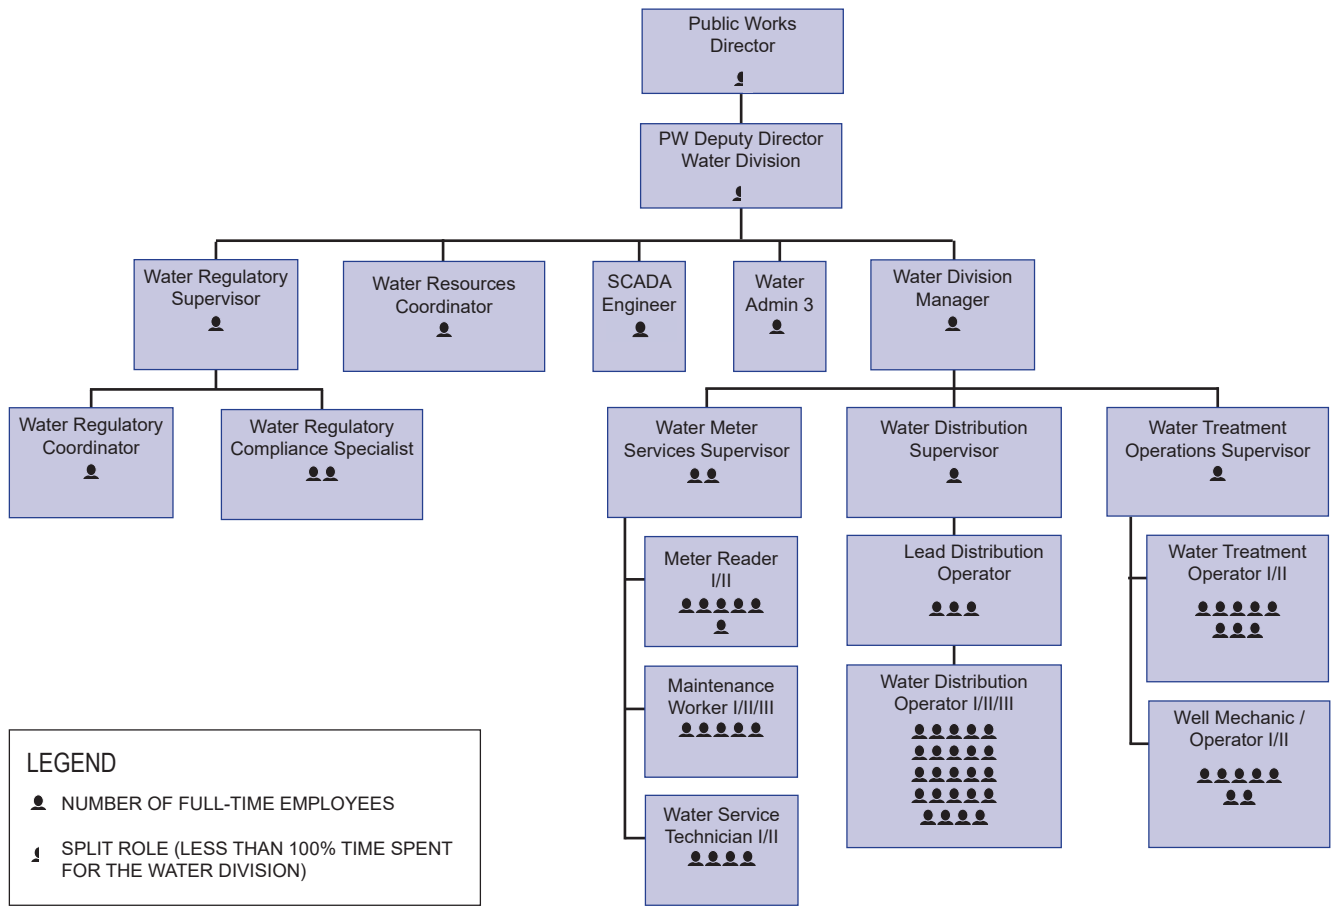 Public Works
Director
PW Deputy Director
Water Division
Water Regulatory
Supervisor
Water Resources
Coordinator
SCADA
Engineer
Water
Admin 3
Water Division
Manager
Water Regulatory
Coordinator
Water Regulatory
Compliance Specialist
Water Meter
Services Supervisor
Water Distribution
Supervisor
Water Treatment
Operations Supervisor
Meter Reader
I/II
Lead Distribution
Operator
Water Treatment
Operator I/II
Maintenance
Worker I/II/III
Water Distribution
Operator I/II/III
Well Mechanic /
Operator I/II
Water Service
Technician I/II
LEGEND
NUMBER OF FULL-TIME EMPLOYEES
SPLIT ROLE (LESS THAN 100% TIME SPENT
FOR THE WATER DIVISION)